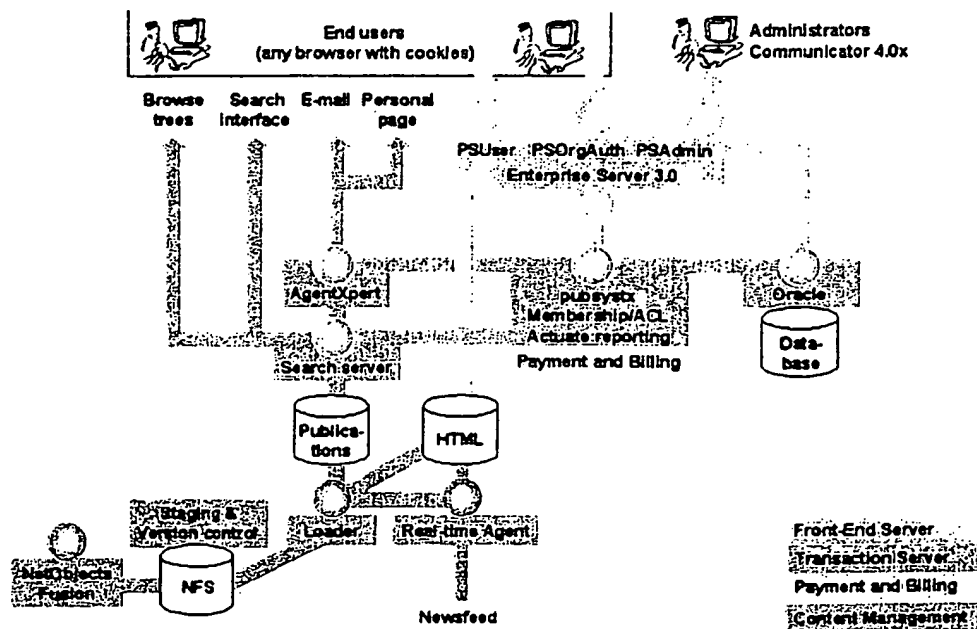 End users
(any browser with cookies)
Administrators
Communicator 4.0x
Browse
trees
Search
interface
E-mail
Personal
page
PSUser PSOrgAuth PSAdmin
Enterprise Server 3.0
AgentXpert
pubsystx
Membership/ACL
Actuate reporting
Payment and Billing
Oracle
Data-
base
Search server
Publica-
tions
HTML
Staging &
Version control
Loader
Real-time Agent
NetObjects
Fusion
NFS
Newsfeed
Front-End Server
Transaction Server
Payment and Billing
Content Management